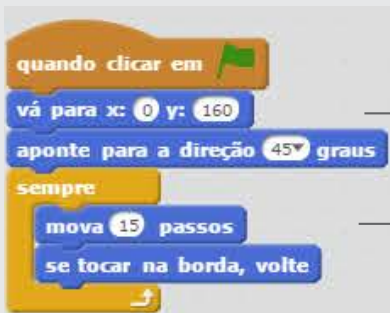 quando clicar em
vá para x: 0 y: 160
aponte para a direção 45 graus
sempre
mova 15 passos
se tocar na borda, volte